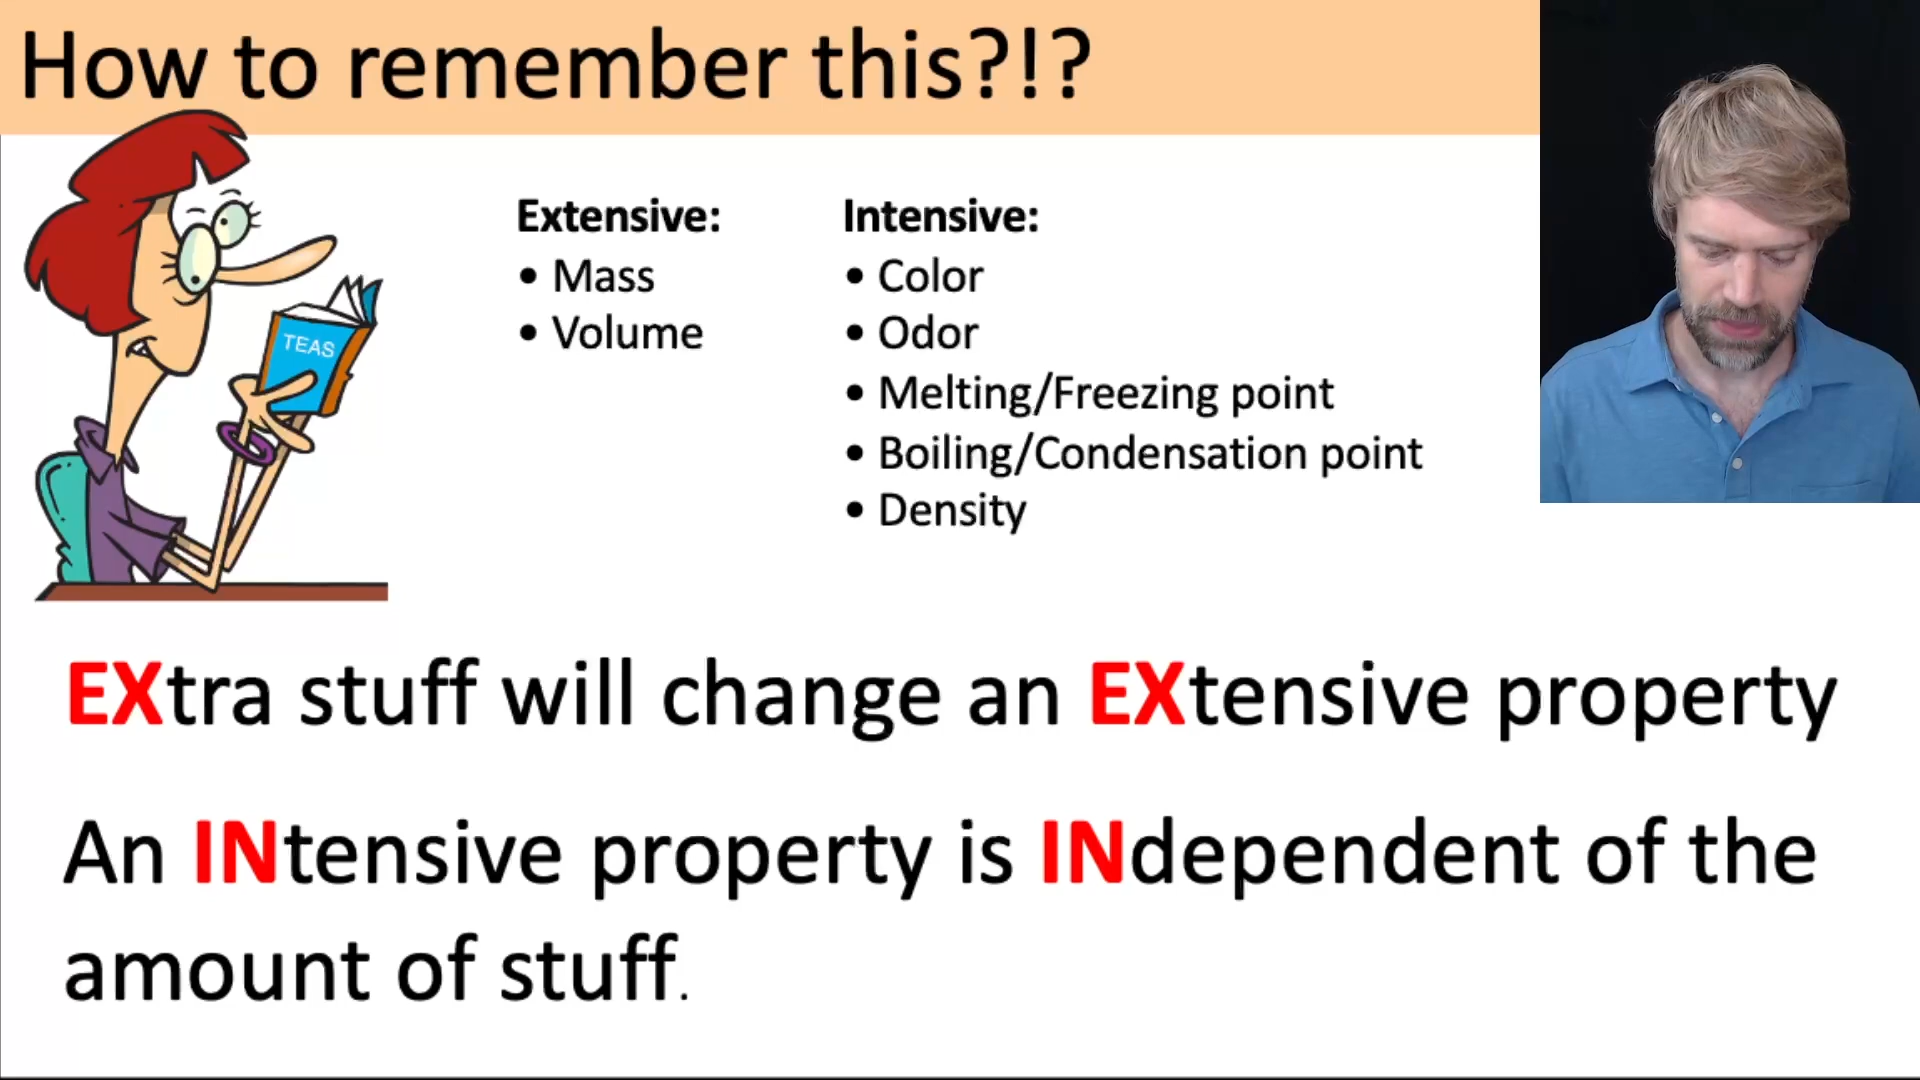 How to remember this?!?
TEAS
Extensive:
• Mass
• Volume
Intensive:
• Color
• Odor
• Melting/Freezing point
• Boiling/Condensation point
• Density
EXtra stuff will change an EXtensive property
An INtensive property is INdependent of the
amount of stuff.